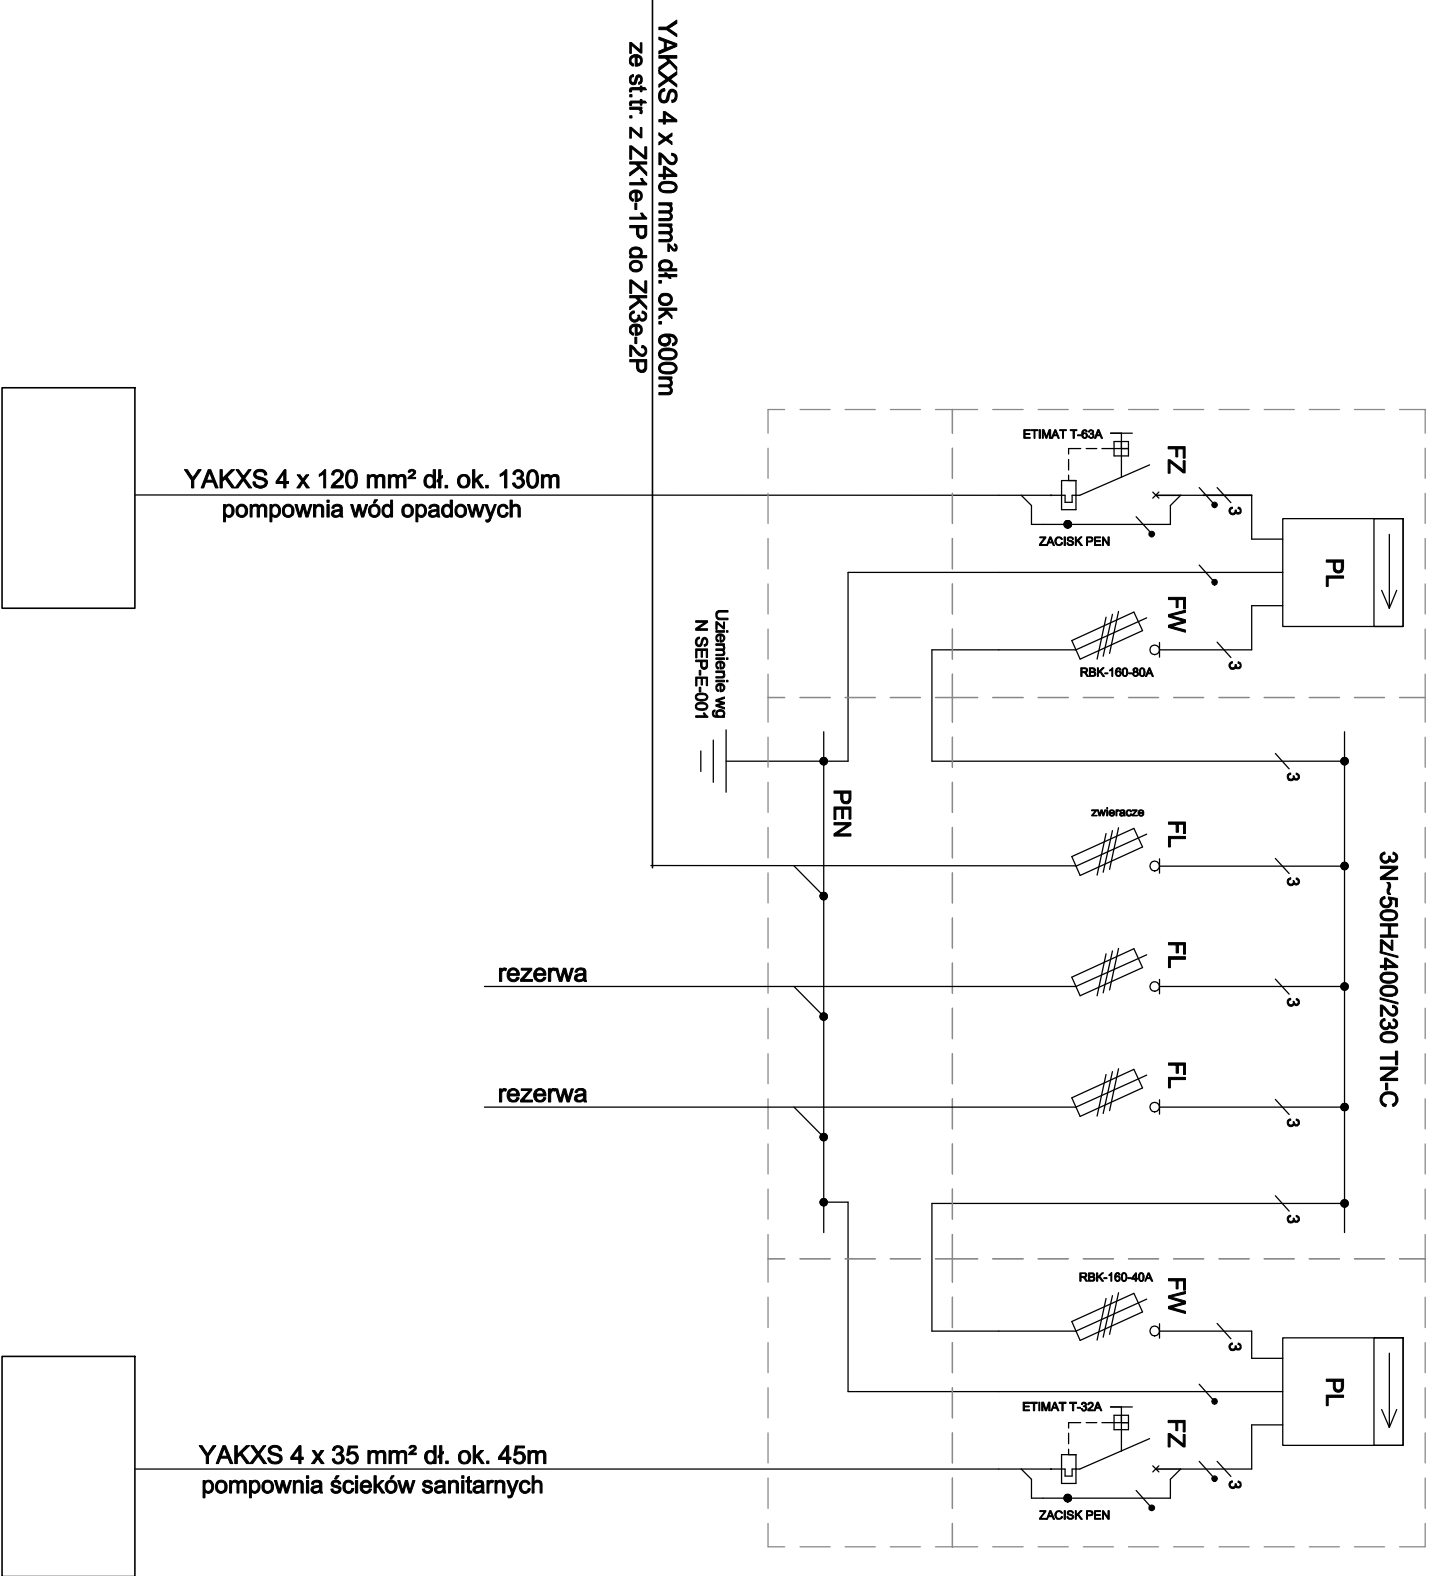 YAKXS 4 x 240 mm² dł. ok. 600m
ze st.tr. z ZK1e-1P do ZK3e-2P
YAKXS 4 x 120 mm² dł. ok. 130m
pompownia wód opadowych
ETIMAT T-63A
FZ
3
ZACISK PEN
PL
FW
3
RBK-160-80A
Uziemienie wg
N SEP-E-001
3
PEN
zwieracze
FL
3
3N~50Hz/400/230 TN-C
rezerwa
FL
3
rezerwa
FL
3
3
RBK-160-40A
FW
3
PL
ETIMAT T-32A
FZ
3
ZACISK PEN
YAKXS 4 x 35 mm² dł. ok. 45m
pompownia ścieków sanitarnych